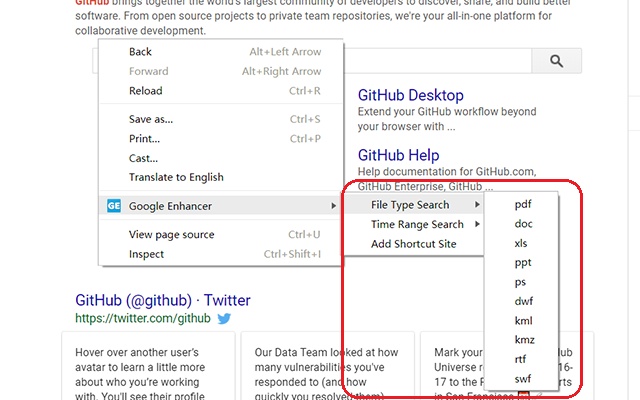 GitHub brings together the world's largest community of developers to discover, share, and build better
software. From open source projects to private team repositories, we're your all-in-one platform for
collaborative development.
Back Alt+Left Arrow
Forward Alt+Right Arrow
Reload Ctrl+R
Save as... Ctrl+S
Print... Ctrl+P
Cast...
Translate to English
GE Google Enhancer
View page source Ctrl+U
Inspect Ctrl+Shift+I
GitHub Desktop
Extend your GitHub workflow beyond
your browser with ...
GitHub Help
Help documentation for GitHub.com,
GitHub Enterprise, GitHub ...
File Type Search
Time Range Search
Add Shortcut Site
pdf
doc
xls
ppt
ps
dwf
kml
kmz
rtf
swf
GitHub (@github) · Twitter
https://twitter.com/github
Hover over another user's
avatar to learn a little more
about who you're working
with. You'll see their profile
Our Data Team looked at how
many vulnerabilities you've
responded to (and how
quickly you resolved them)
Mark your
Universe 16-
17 to the
in San Francisco